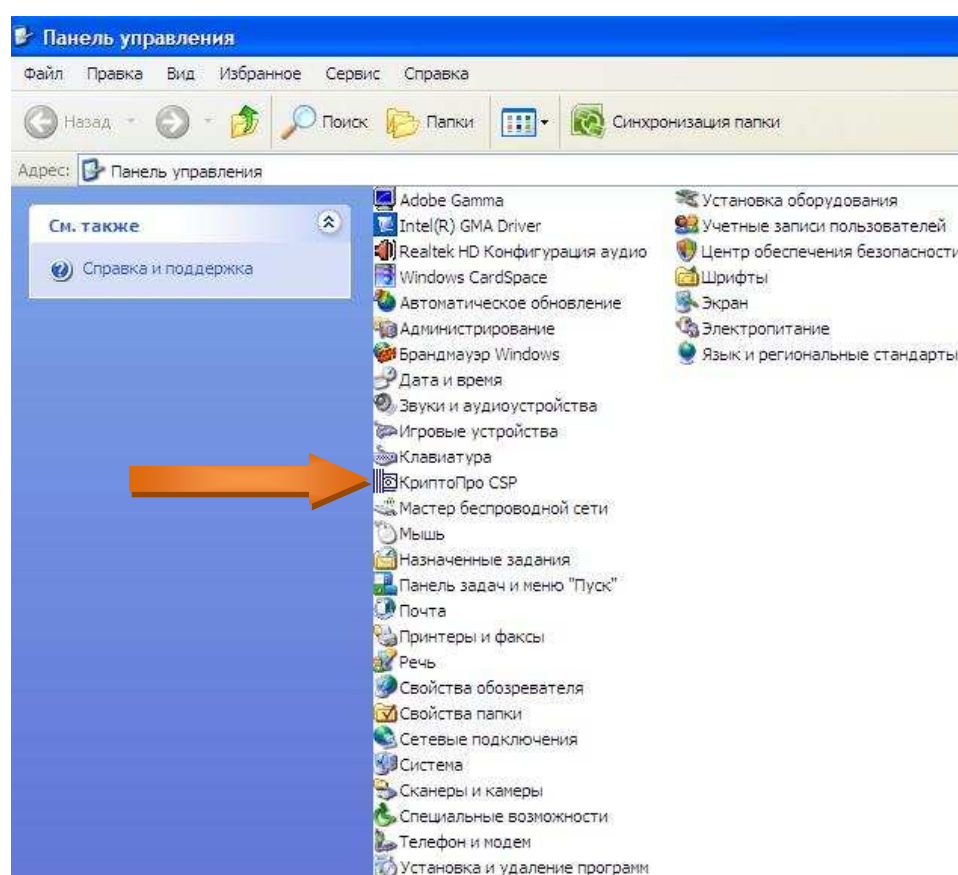 Панель управления
Файл Правка Вид Избранное Сервис Справка
Назад Поиск Папки Синхронизация папки
Адрес: Панель управления
См. также
Справка и поддержка
Adobe Gamma
Intel(R) GMA Driver
Realtek HD Конфигурация аудио
Windows CardSpace
Автоматическое обновление
Администрирование
Брандмауэр Windows
Дата и время
Звуки и аудиоустройства
Игровые устройства
Клавиатура
КриптоПро CSP
Мастер беспроводной сети
Мышь
Назначенные задания
Панель задач и меню "Пуск"
Почта
Принтеры и факсы
Речь
Свойства обозревателя
Свойства папки
Сетевые подключения
Система
Сканеры и камеры
Специальные возможности
Телефон и модем
Установка и удаление программ
Установка оборудования
Учетные записи пользователей
Центр обеспечения безопасности
Шрифты
Экран
Электропитание
Язык и региональные стандарты